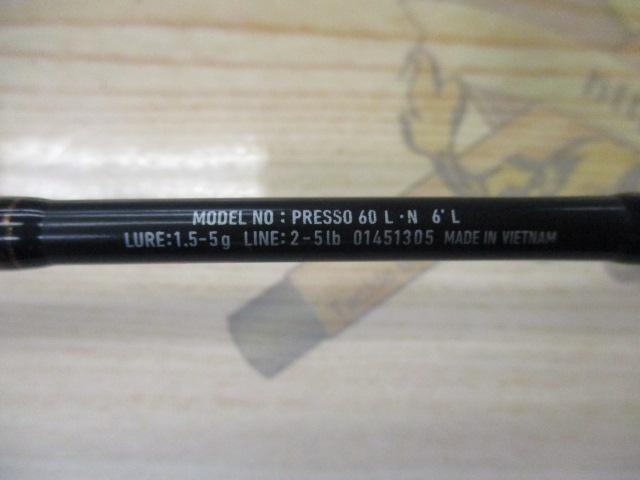 MODEL NO : PRESSO 60 L・N 6' L
LURE:1.5-5g LINE:2-5lb 01451305 MADE IN VIETNAM